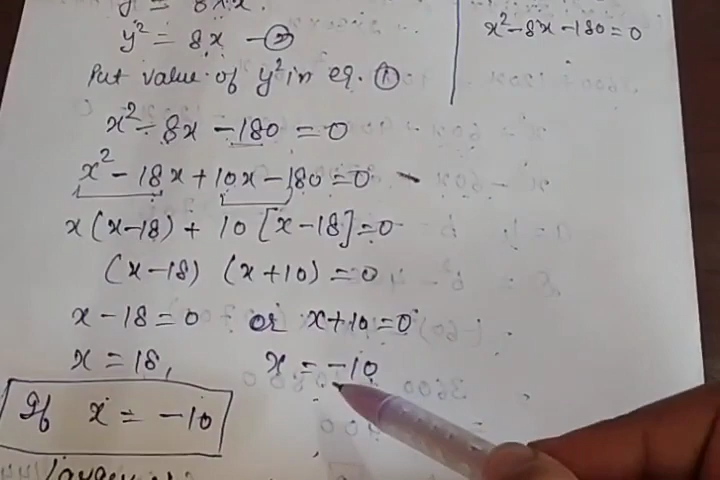 y² = 8x x.
y² = 8x —②
Put value of y² in eq. ①
x² - 8x - 180 = 0
x² - 18x + 10x - 180 = 0
x (x-18) + 10 [x-18] = 0
(x-18) (x+10) = 0
x - 18 = 0 or x+10 = 0
x = 18, x = -10
If x = -10
x² - 8x - 180 = 0